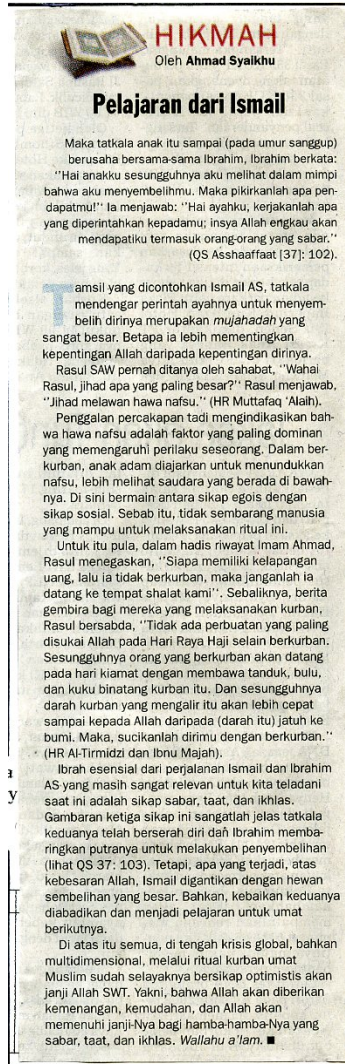 HIKMAH
Oleh Ahmad Syaikhu
Pelajaran dari Ismail
Maka tatkala anak itu sampai (pada umur sanggup)
berusaha bersama-sama Ibrahim, Ibrahim berkata:
‘‘Hai anakku sesungguhnya aku melihat dalam mimpi
bahwa aku menyembelihmu. Maka pikirkanlah apa pen-
dapatmu!’‘ Ia menjawab: ‘‘Hai ayahku, kerjakanlah apa
yang diperintahkan kepadamu; insya Allah engkau akan
mendapatiku termasuk orang-orang yang sabar.’‘
(QS Asshaaffaat [37]: 102).
Tamsil yang dicontohkan Ismail AS, tatkala
mendengar perintah ayahnya untuk menyem-
belih dirinya merupakan mujahadah yang
sangat besar. Betapa ia lebih mementingkan
kepentingan Allah daripada kepentingan dirinya.
Rasul SAW pernah ditanya oleh sahabat, ‘‘Wahai
Rasul, jihad apa yang paling besar?’‘ Rasul menjawab,
‘‘Jihad melawan hawa nafsu.’‘ (HR Muttafaq ‘Alaih).
Penggalan percakapan tadi mengindikasikan bah-
wa hawa nafsu adalah faktor yang paling dominan
yang memengaruhi perilaku seseorang. Dalam ber-
kurban, anak adam diajarkan untuk menundukkan
nafsu, lebih melihat saudara yang berada di bawah-
nya. Di sini bermain antara sikap egois dengan
sikap sosial. Sebab itu, tidak sembarang manusia
yang mampu untuk melaksanakan ritual ini.
Untuk itu pula, dalam hadis riwayat Imam Ahmad,
Rasul menegaskan, ‘‘Siapa memiliki kelapangan
uang, lalu ia tidak berkurban, maka janganlah ia
datang ke tempat shalat kami’‘. Sebaliknya, berita
gembira bagi mereka yang melaksanakan kurban,
Rasul bersabda, ‘‘Tidak ada perbuatan yang paling
disukai Allah pada Hari Raya Haji selain berkurban.
Sesungguhnya orang yang berkurban akan datang
pada hari kiamat dengan membawa tanduk, bulu,
dan kuku binatang kurban itu. Dan sesungguhnya
darah kurban yang mengalir itu akan lebih cepat
sampai kepada Allah daripada (darah itu) jatuh ke
bumi. Maka, sucikanlah dirimu dengan berkurban.’‘
(HR Al-Tirmidzi dan Ibnu Majah).
Ibrah esensial dari perjalanan Ismail dan Ibrahim
AS yang masih sangat relevan untuk kita teladani
saat ini adalah sikap sabar, taat, dan ikhlas.
Gambaran ketiga sikap ini sangatlah jelas tatkala
keduanya telah berserah diri dan Ibrahim memba-
ringkan putranya untuk melakukan penyembelihan
(lihat QS 37: 103). Tetapi, apa yang terjadi, atas
kebesaran Allah, Ismail digantikan dengan hewan
sembelihan yang besar. Bahkan, kebaikan keduanya
diabadikan dan menjadi pelajaran untuk umat
berikutnya.
Di atas itu semua, di tengah krisis global, bahkan
multidimensional, melalui ritual kurban umat
Muslim sudah selayaknya bersikap optimistis akan
janji Allah SWT. Yakni, bahwa Allah akan diberikan
kemenangan, kemudahan, dan Allah akan
memenuhi janji-Nya bagi hamba-hamba-Nya yang
sabar, taat, dan ikhlas. Wallahu a’lam. ■
a
y